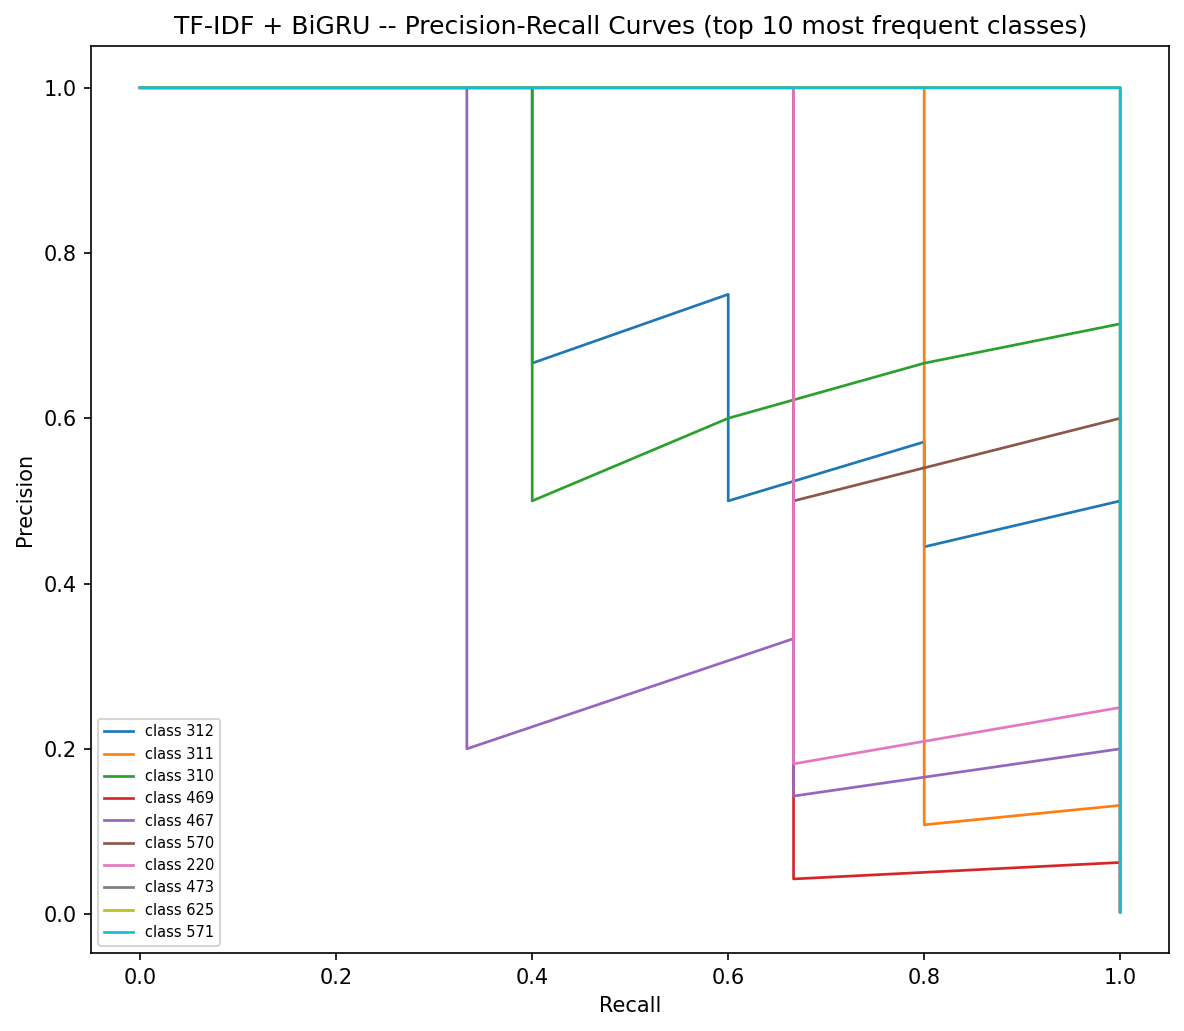 TF-IDF + BiGRU -- Precision-Recall Curves (top 10 most frequent classes)
1.0
0.8
0.6
0.4
0.2
0.0
Precision
class 312
class 311
class 310
class 469
class 467
class 570
class 220
class 473
class 625
class 571
0.0 0.2 0.4 0.6 0.8 1.0
Recall